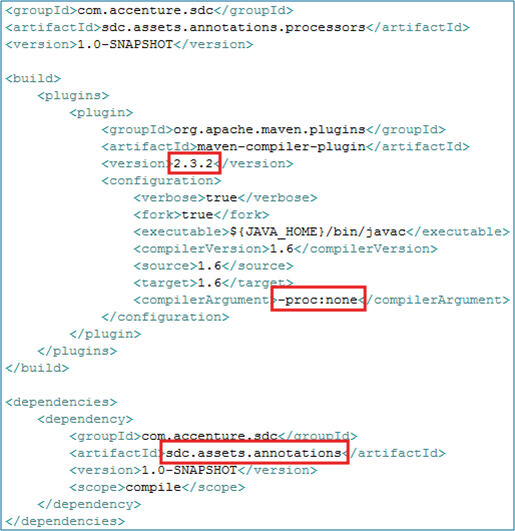 <groupId>com.accenture.sdc</groupId>
<artifactId>sdc.assets.annotations.processors</artifactId>
<version>1.0-SNAPSHOT</version>
<build>
<plugins>
<plugin>
<groupId>org.apache.maven.plugins</groupId>
<artifactId>maven-compiler-plugin</artifactId>
<version>2.3.2</version>
<configuration>
<verbose>true</verbose>
<fork>true</fork>
<executable>${JAVA_HOME}/bin/javac</executable>
<compilerVersion>1.6</compilerVersion>
<source>1.6</source>
<target>1.6</target>
<compilerArgument>-proc:none</compilerArgument>
</configuration>
</plugin>
</plugins>
</build>
<dependencies>
<dependency>
<groupId>com.accenture.sdc</groupId>
<artifactId>sdc.assets.annotations</artifactId>
<version>1.0-SNAPSHOT</version>
<scope>compile</scope>
</dependency>
</dependencies>